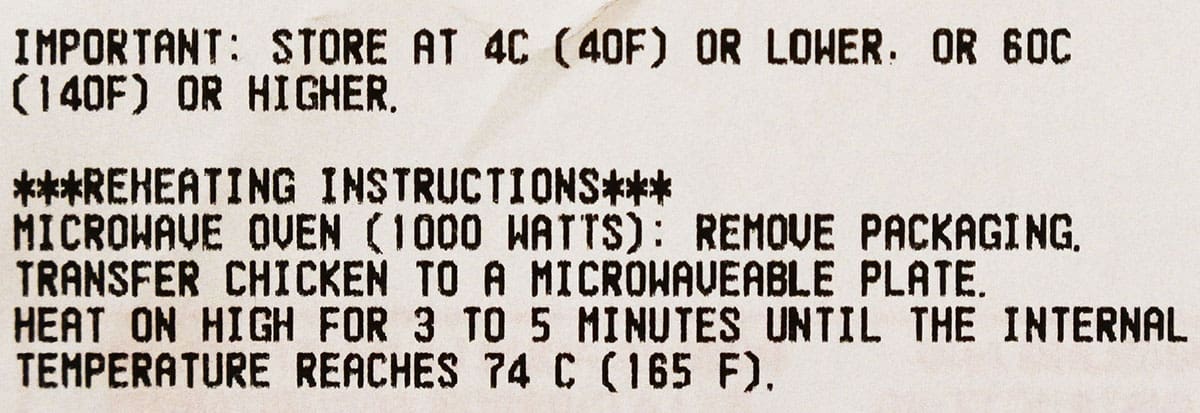 IMPORTANT: STORE AT 4C (40F) OR LOWER. OR 60C
(140F) OR HIGHER.
***REHEATING INSTRUCTIONS***
MICROWAVE OVEN (1000 WATTS): REMOVE PACKAGING.
TRANSFER CHICKEN TO A MICROWAVEABLE PLATE.
HEAT ON HIGH FOR 3 TO 5 MINUTES UNTIL THE INTERNAL
TEMPERATURE REACHES 74 C (165 F).